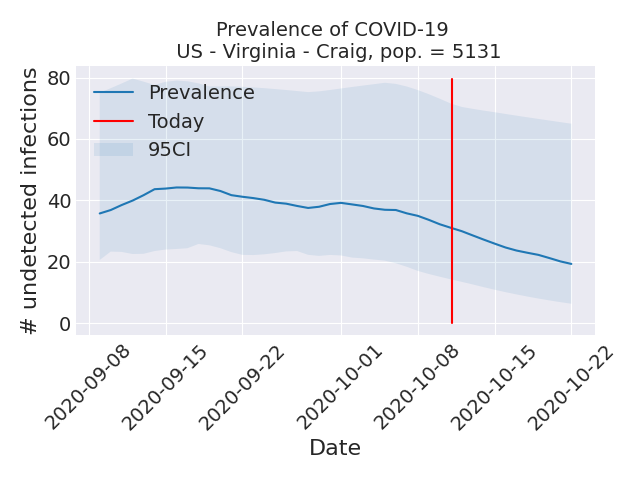 Prevalence of COVID-19
US - Virginia - Craig, pop. = 5131
# undetected infections
80
60
40
20
0
Prevalence
Today
95CI
2020-09-08
2020-09-15
2020-09-22
2020-10-01
2020-10-08
2020-10-15
2020-10-22
Date